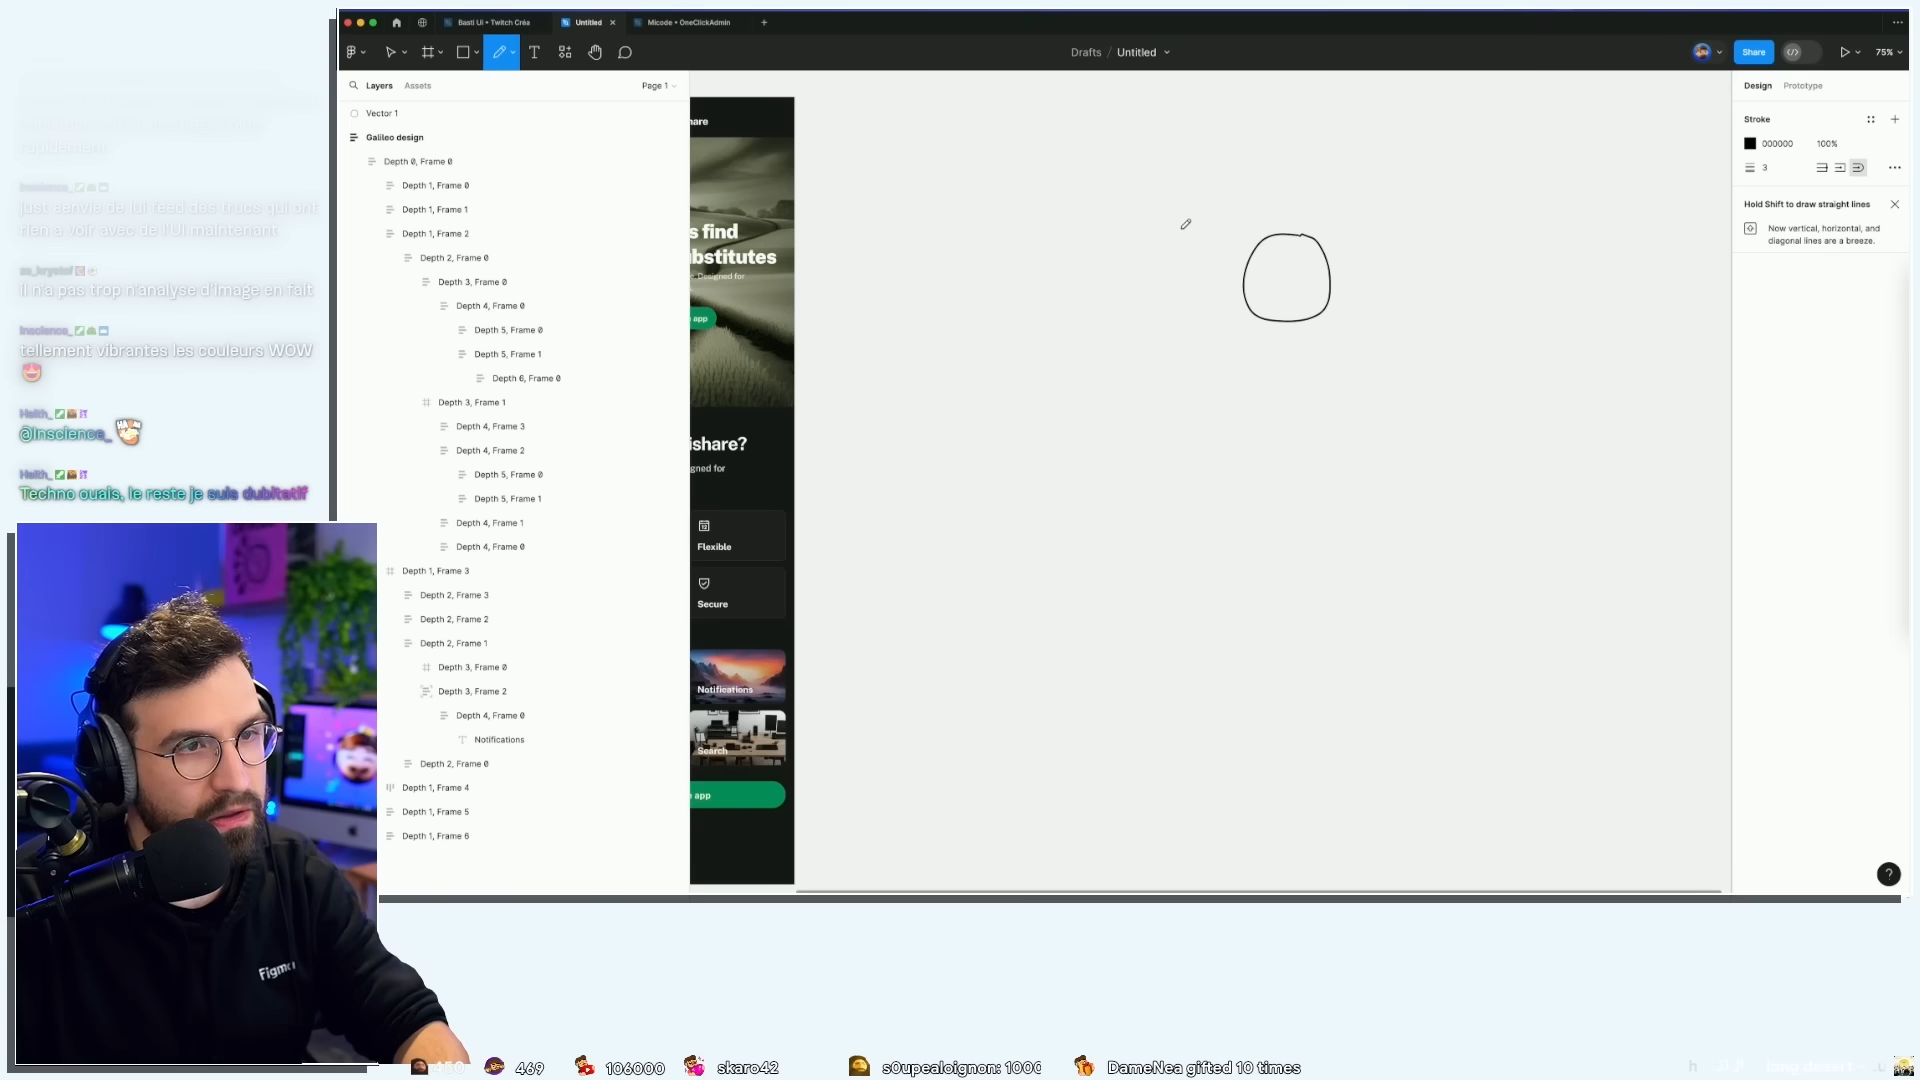 Basti Ui • Twitch Créa
Untitled
Micode • OneClickAdmin
Drafts / Untitled
Share
75%
Layers
Assets
Page 1
Design
Prototype
Vector 1
Galileo design
Depth 0, Frame 0
Depth 1, Frame 0
Depth 1, Frame 1
Depth 1, Frame 2
Depth 2, Frame 0
Depth 3, Frame 0
Depth 4, Frame 0
Depth 5, Frame 0
Depth 5, Frame 1
Depth 6, Frame 0
Depth 3, Frame 1
Depth 4, Frame 3
Depth 4, Frame 2
Depth 5, Frame 0
Depth 5, Frame 1
Depth 4, Frame 1
Depth 4, Frame 0
Depth 1, Frame 3
Depth 2, Frame 3
Depth 2, Frame 2
Depth 2, Frame 1
Depth 3, Frame 0
Depth 3, Frame 2
Depth 4, Frame 0
Notifications
Depth 2, Frame 0
Depth 1, Frame 4
Depth 1, Frame 5
Depth 1, Frame 6
hare
s find
bstitutes
e. Designed for
app
ishare?
gned for
Flexible
Secure
Notifications
Search
app
Stroke
000000 100%
3
Hold Shift to draw straight lines
Now vertical, horizontal, and
diagonal lines are a breeze.
?
rapidement
Inscience_
just eenvie de lui feed des trucs qui ont
rien a voir avec de l'UI maintenant
as_krystof
il n'a pas trop n'analyse d'image en fait
Inscience_
tellement vibrantes les couleurs WOW
Haith_
@Inscience_
Haith_
Techno ouais, le reste je suis dubitatif
Figma
469
106000
skaro42
s0upealoignon: 1000
DameNea gifted 10 times